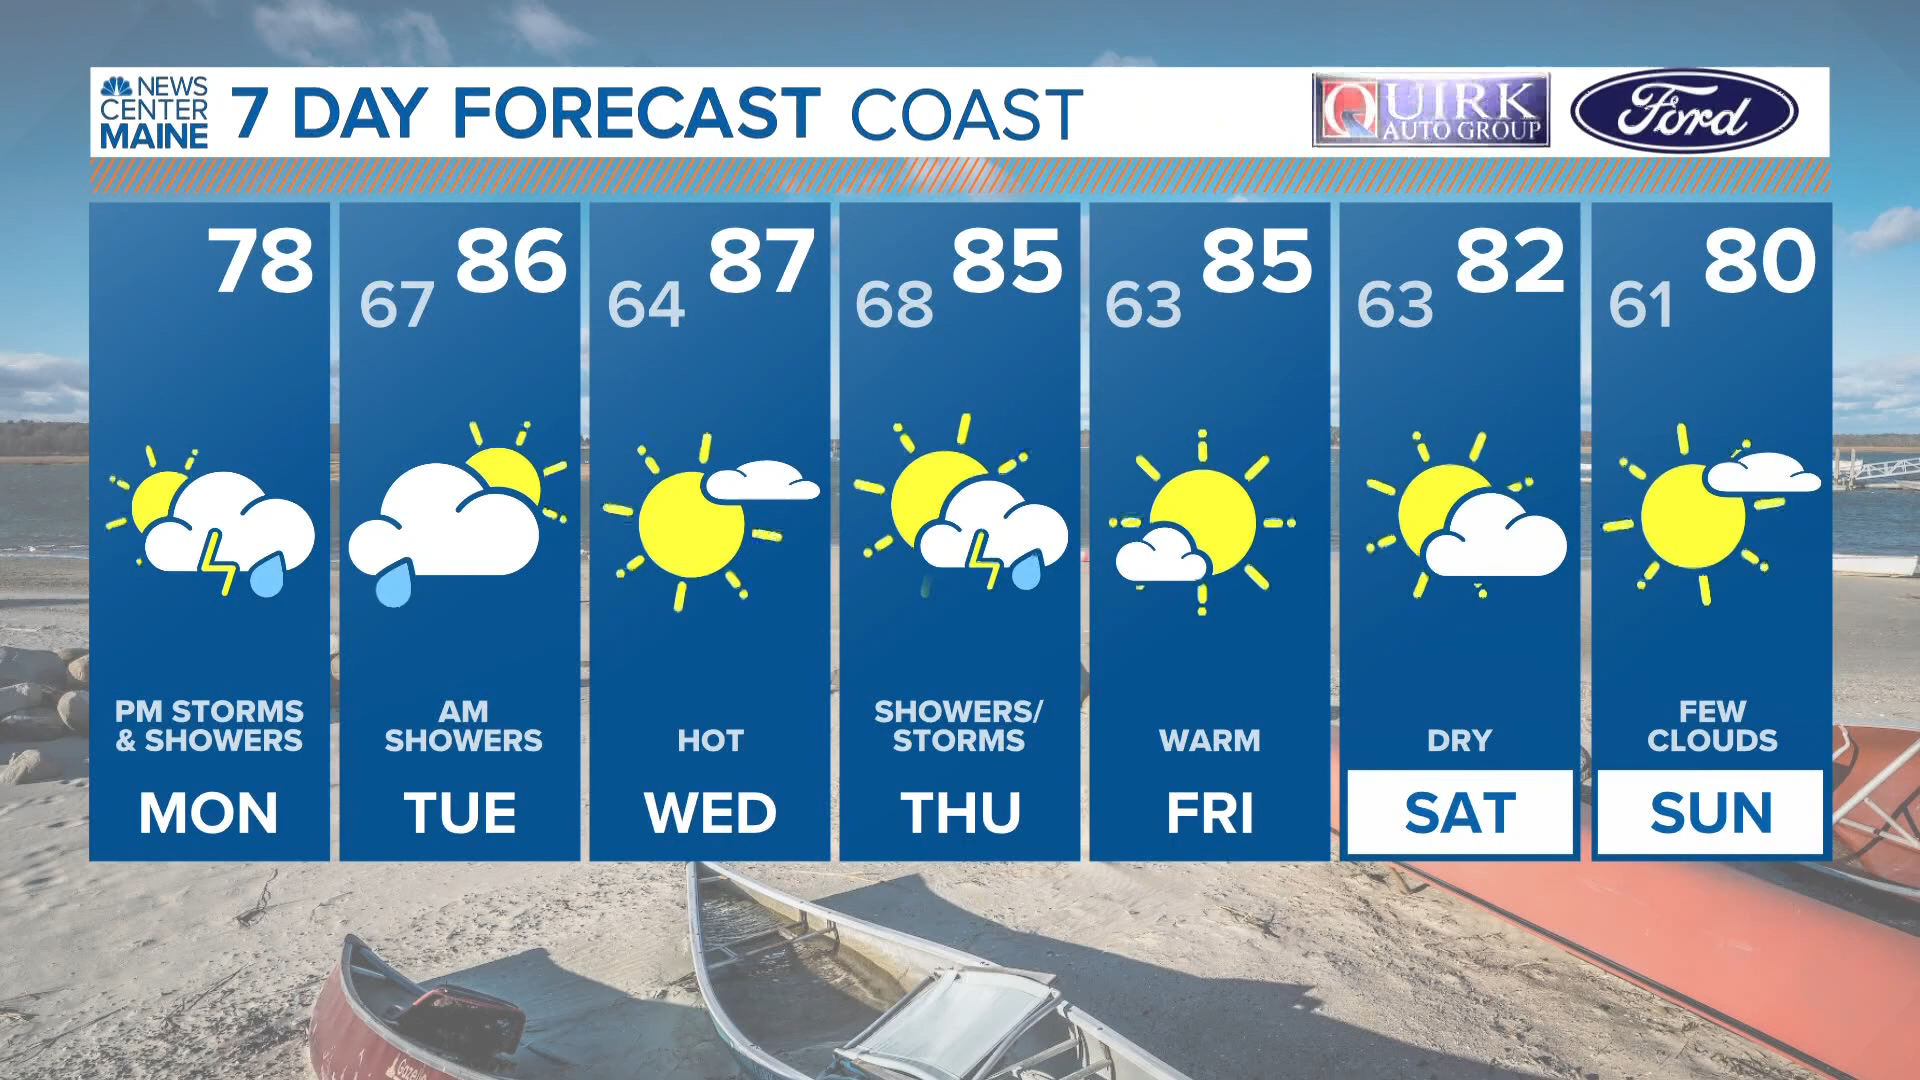 NEWS
CENTER
MAINE
7 DAY FORECAST COAST
QUIRK
AUTO GROUP
Ford
78
67 86
64 87
68 85
63 85
63 82
61 80
PM STORMS
& SHOWERS
AM
SHOWERS
HOT
SHOWERS/
STORMS
WARM
DRY
FEW
CLOUDS
MON
TUE
WED
THU
FRI
SAT
SUN